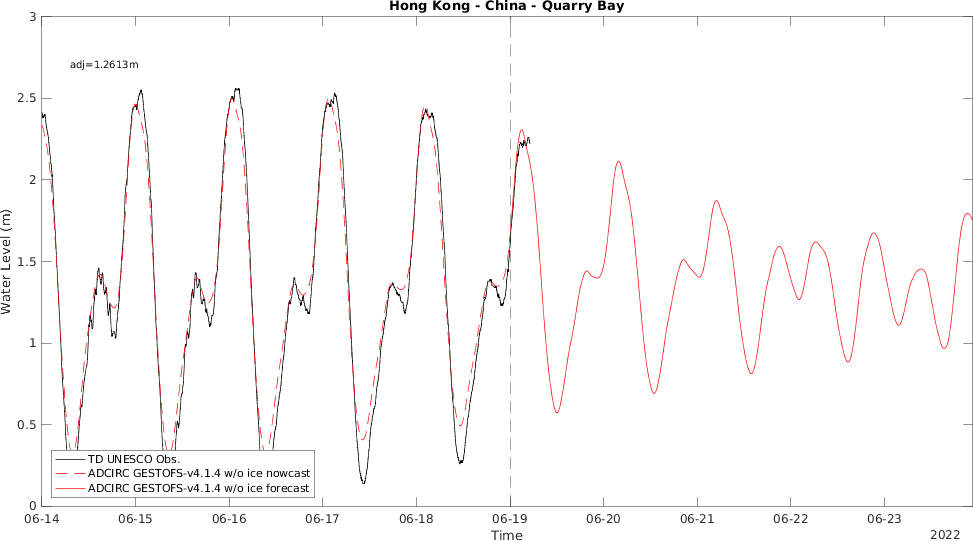 Hong Kong - China - Quarry Bay
3
adj=1.2613m
2.5
2
1.5
1
0.5
0
Water Level (m)
TD UNESCO Obs.
ADCIRC GESTOFS-v4.1.4 w/o ice nowcast
ADCIRC GESTOFS-v4.1.4 w/o ice forecast
06-14 06-15 06-16 06-17 06-18 06-19 06-20 06-21 06-22 06-23
Time
2022